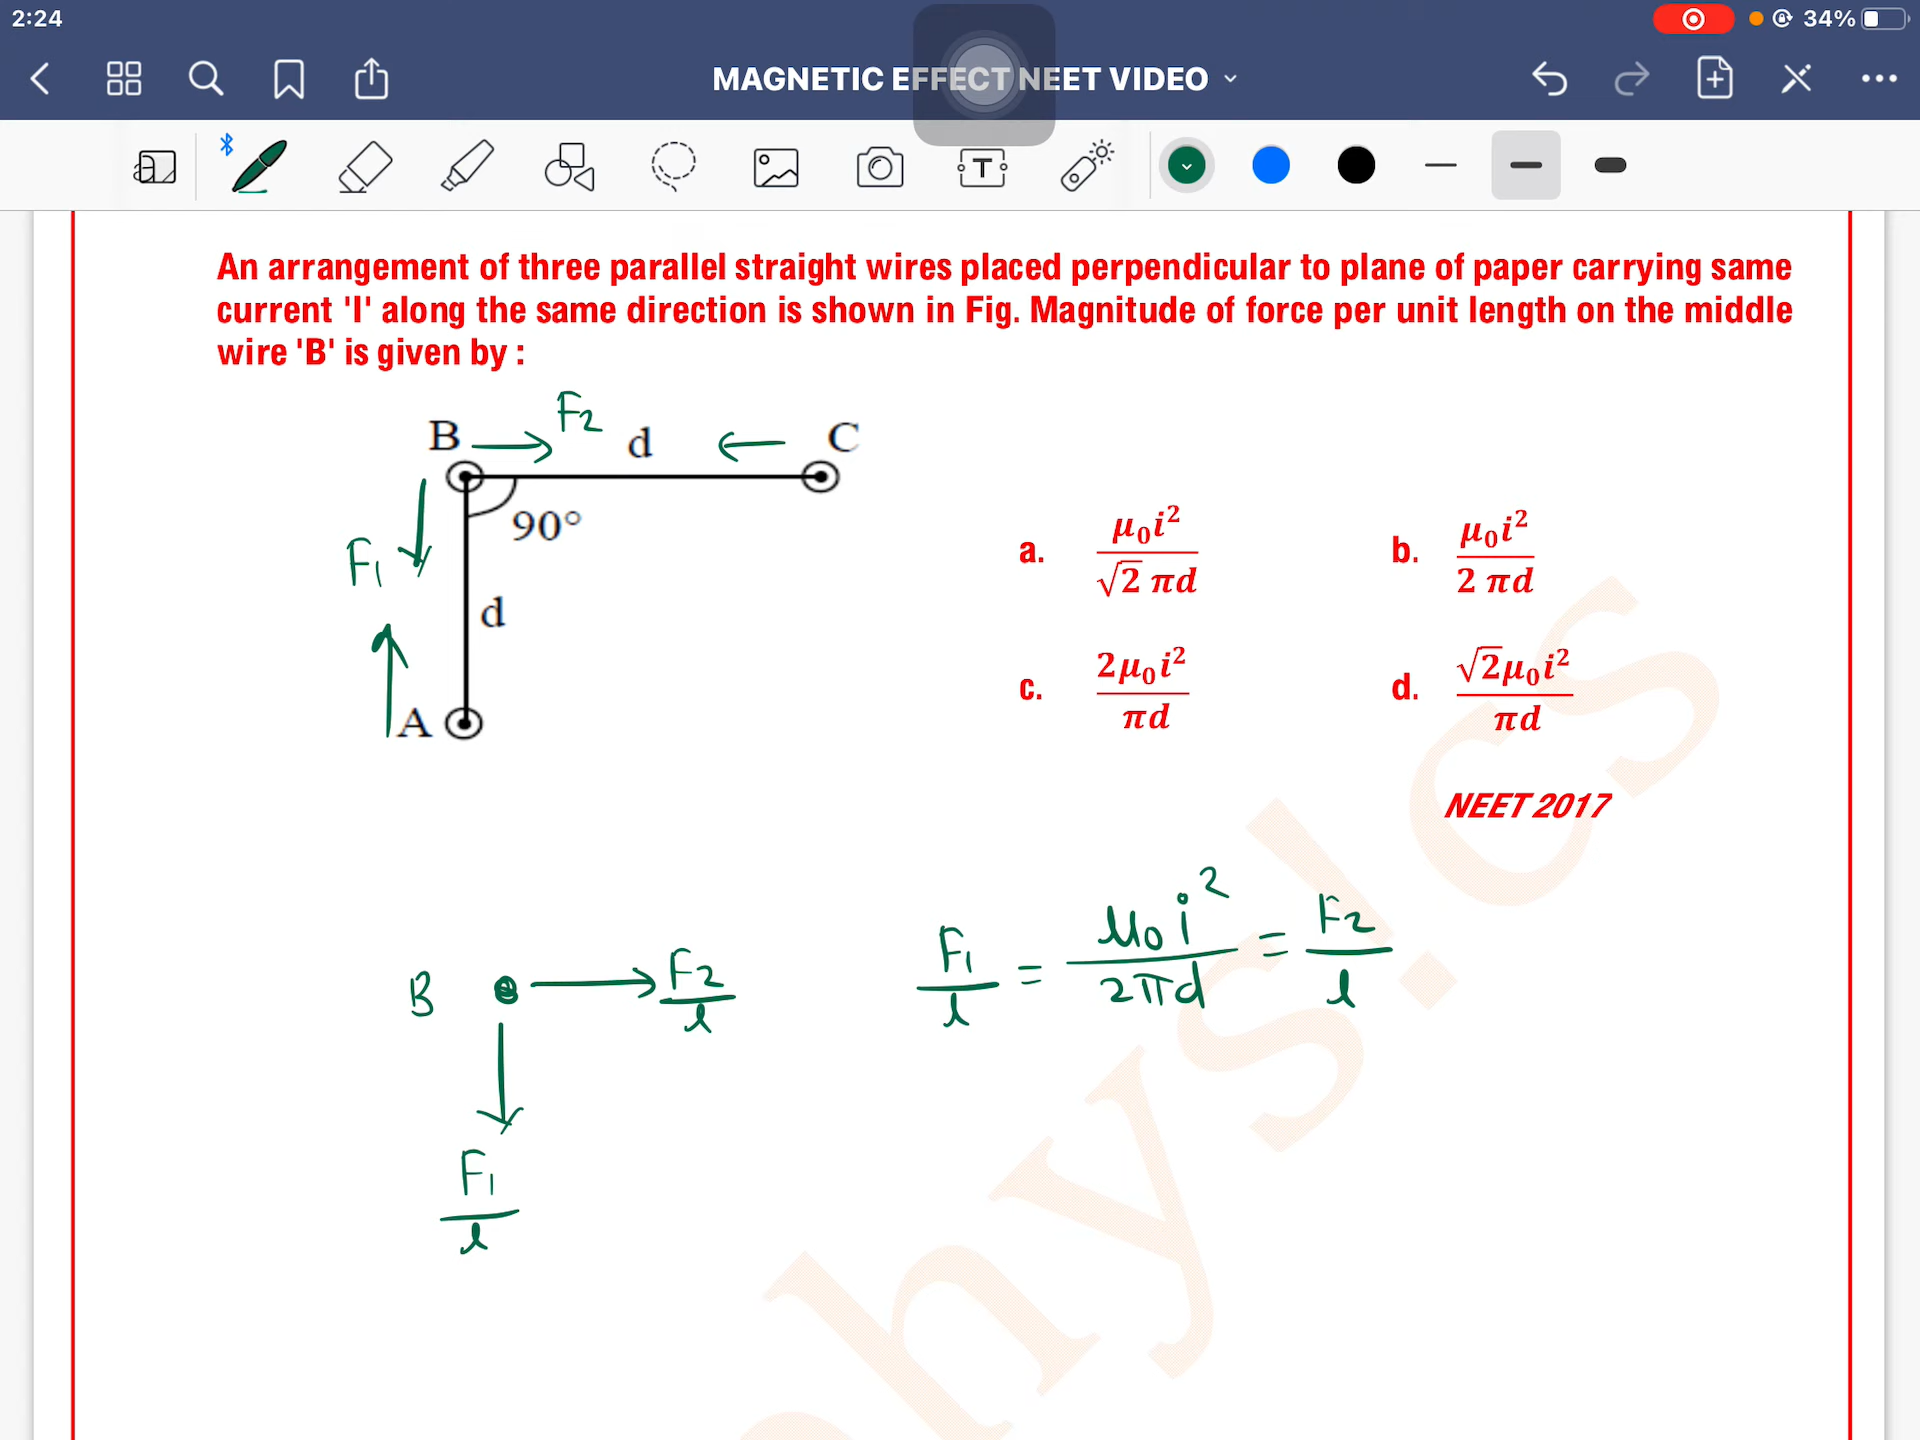 2:24
34%
MAGNETIC EFFECT NEET VIDEO
a
T
An arrangement of three parallel straight wires placed perpendicular to plane of paper carrying same
current 'I' along the same direction is shown in Fig. Magnitude of force per unit length on the middle
wire 'B' is given by :
B F₂ d C
90°
F₁
d
A
a. μ₀i²/√2 πd
b. μ₀i²/2 πd
c. 2μ₀i²/πd
d. √2μ₀i²/πd
NEET 2017
B F₂/l
F₁/l = μ₀i²/2πd = F₂/l
F₁/l
phys!cs